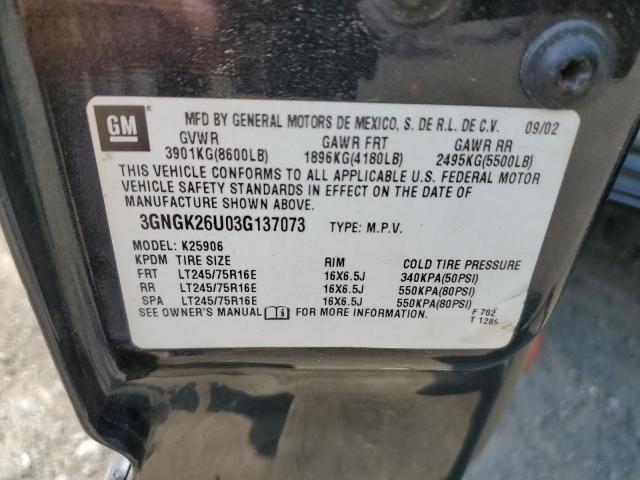 GM ®
MFD BY GENERAL MOTORS DE MEXICO, S. DE R.L. DE C.V. 09/02
GVWR GAWR FRT GAWR RR
3901KG(8600LB) 1896KG(4180LB) 2495KG(5500LB)
THIS VEHICLE CONFORMS TO ALL APPLICABLE U.S. FEDERAL MOTOR
VEHICLE SAFETY STANDARDS IN EFFECT ON THE DATE OF
MANUFACTURE SHOWN ABOVE.
3GNGK26U03G137073 TYPE: M.P.V.
MODEL: K25906
KPDM TIRE SIZE RIM COLD TIRE PRESSURE
FRT LT245/75R16E 16X6.5J 340KPA(50PSI)
RR LT245/75R16E 16X6.5J 550KPA(80PSI)
SPA LT245/75R16E 16X6.5J 550KPA(80PSI)
SEE OWNER'S MANUAL FOR MORE INFORMATION
F 702
T 1286